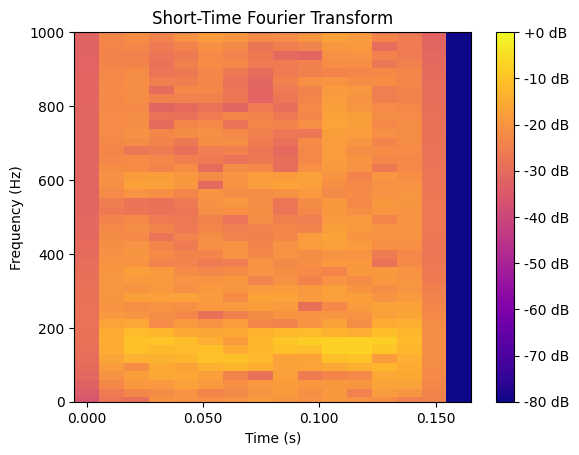 Short-Time Fourier Transform
1000
800
600
400
200
0
Frequency (Hz)
0.000
0.050
0.100
0.150
Time (s)
+0 dB
-10 dB
-20 dB
-30 dB
-40 dB
-50 dB
-60 dB
-70 dB
-80 dB